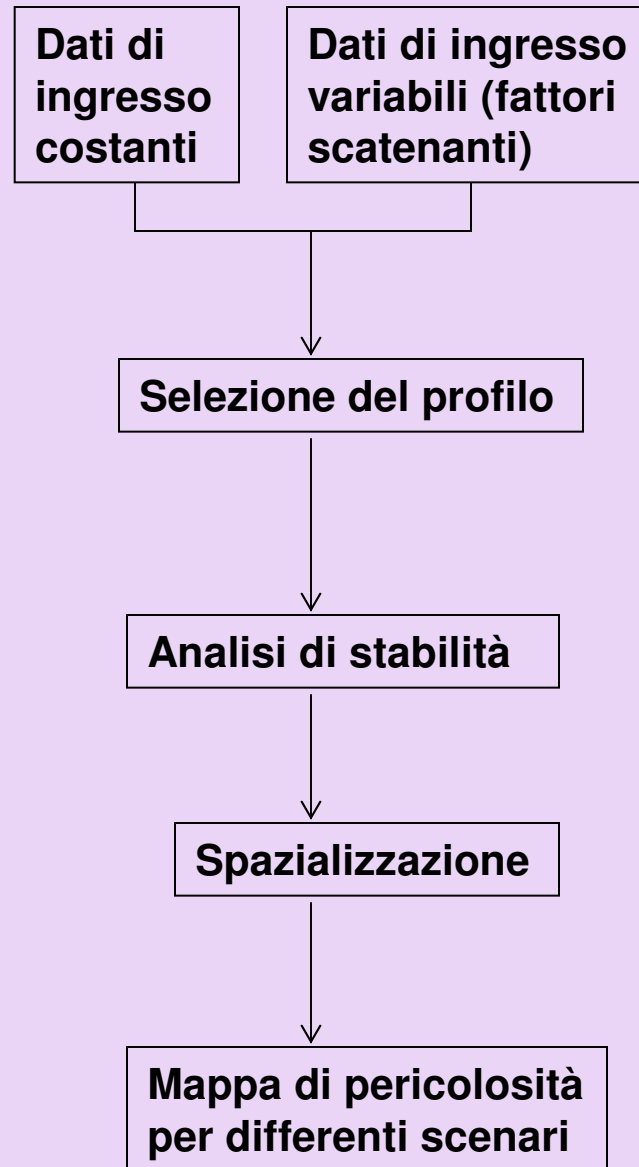 Dati di
ingresso
costanti
Dati di ingresso
variabili (fattori
scatenanti)
Selezione del profilo
Analisi di stabilità
Spazializzazione
Mappa di pericolosità
per differenti scenari